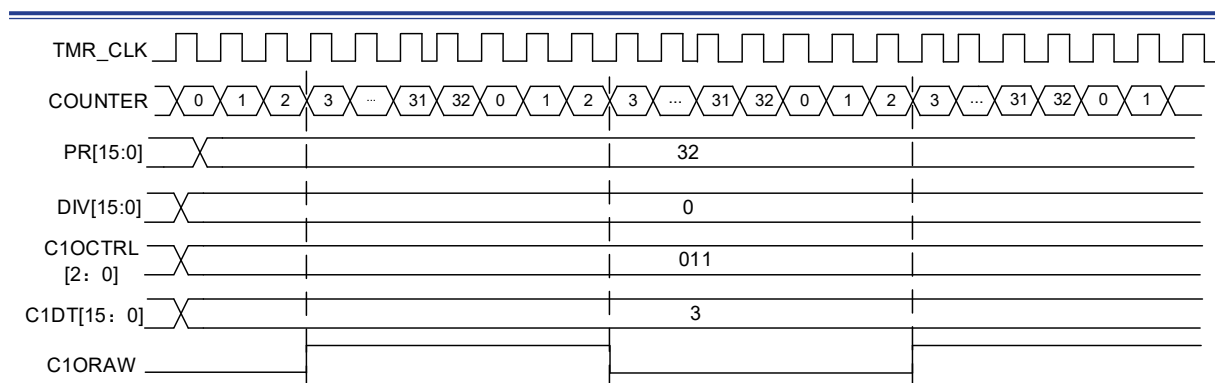 TMR_CLK
COUNTER 0 1 2 3 ... 31 32 0 1 2 3 ... 31 32 0 1 2 3 ... 31 32 0 1
PR[15:0] 32
DIV[15:0] 0
C1OCTRL
[2：0] 011
C1DT[15：0] 3
C1ORAW